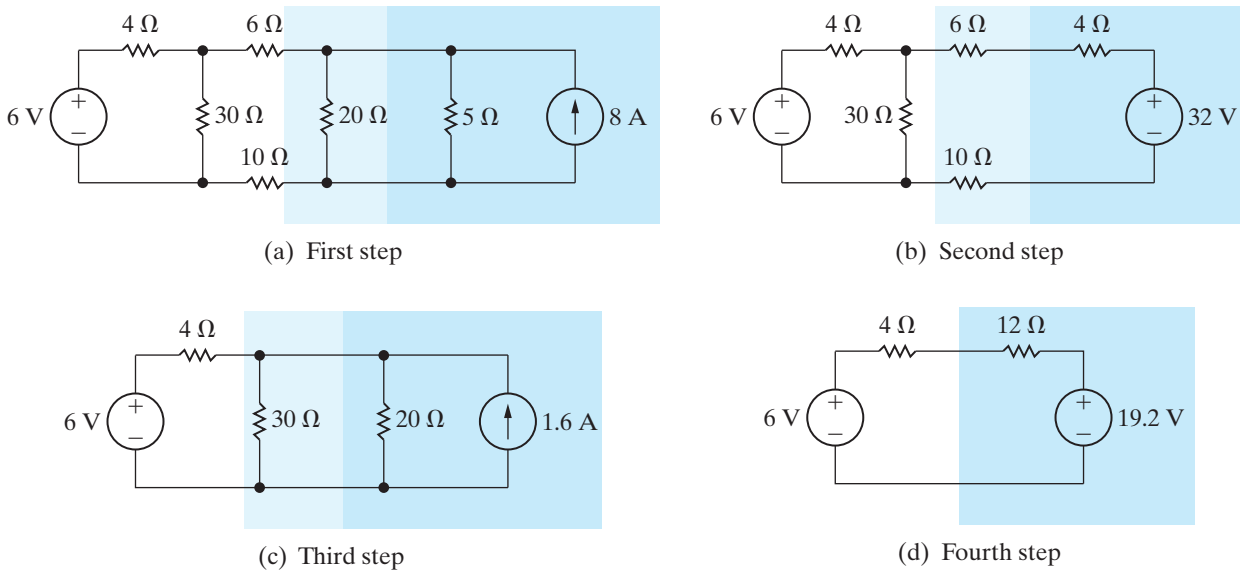 4 Ω 6 Ω
6 V + − 30 Ω 20 Ω 5 Ω 8 A
10 Ω
(a) First step
4 Ω 6 Ω 4 Ω
6 V + − 30 Ω + − 32 V
10 Ω
(b) Second step
4 Ω
6 V + − 30 Ω 20 Ω 1.6 A
(c) Third step
4 Ω 12 Ω
6 V + − + − 19.2 V
(d) Fourth step